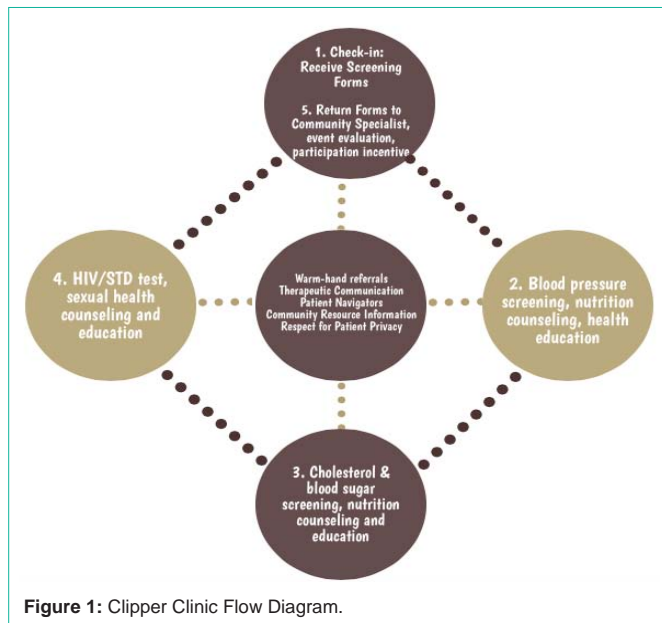 1. Check-in:
Receive Screening
Forms
5. Return Forms to
Community Specialist,
event evaluation,
participation incentive
4. HIV/STD test,
sexual health
counseling and
education
Warm-hand referrals
Therapeutic Communication
Patient Navigators
Community Resource Information
Respect for Patient Privacy
2. Blood pressure
screening, nutrition
counseling, health
education
3. Cholesterol &
blood sugar
screening, nutrition
counseling and
education
Figure 1: Clipper Clinic Flow Diagram.